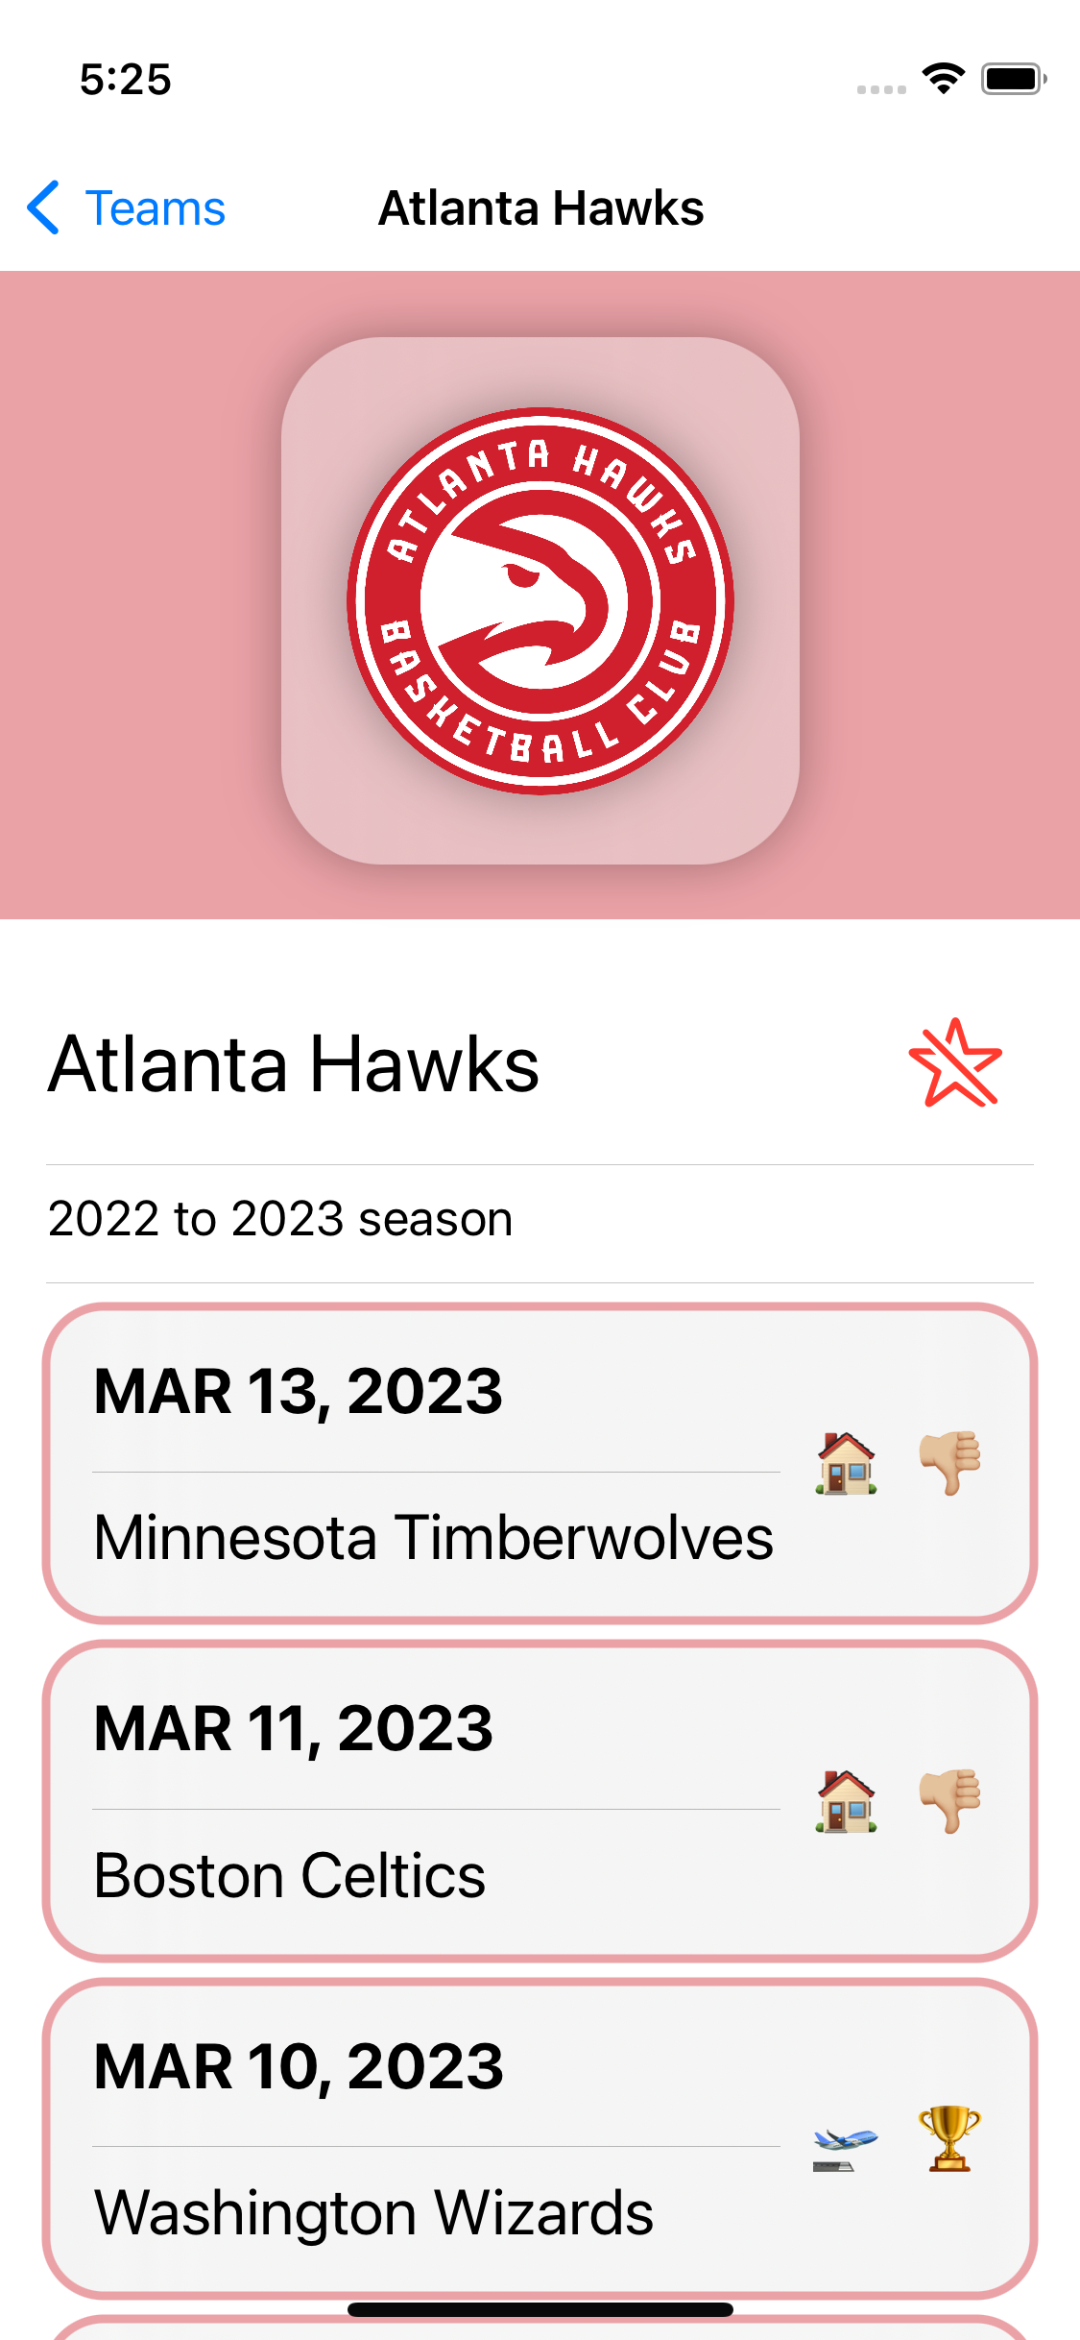 5:25
Teams
Atlanta Hawks
ATLANTA HAWKS
BASKETBALL CLUB
Atlanta Hawks
2022 to 2023 season
MAR 13, 2023
Minnesota Timberwolves
MAR 11, 2023
Boston Celtics
MAR 10, 2023
Washington Wizards